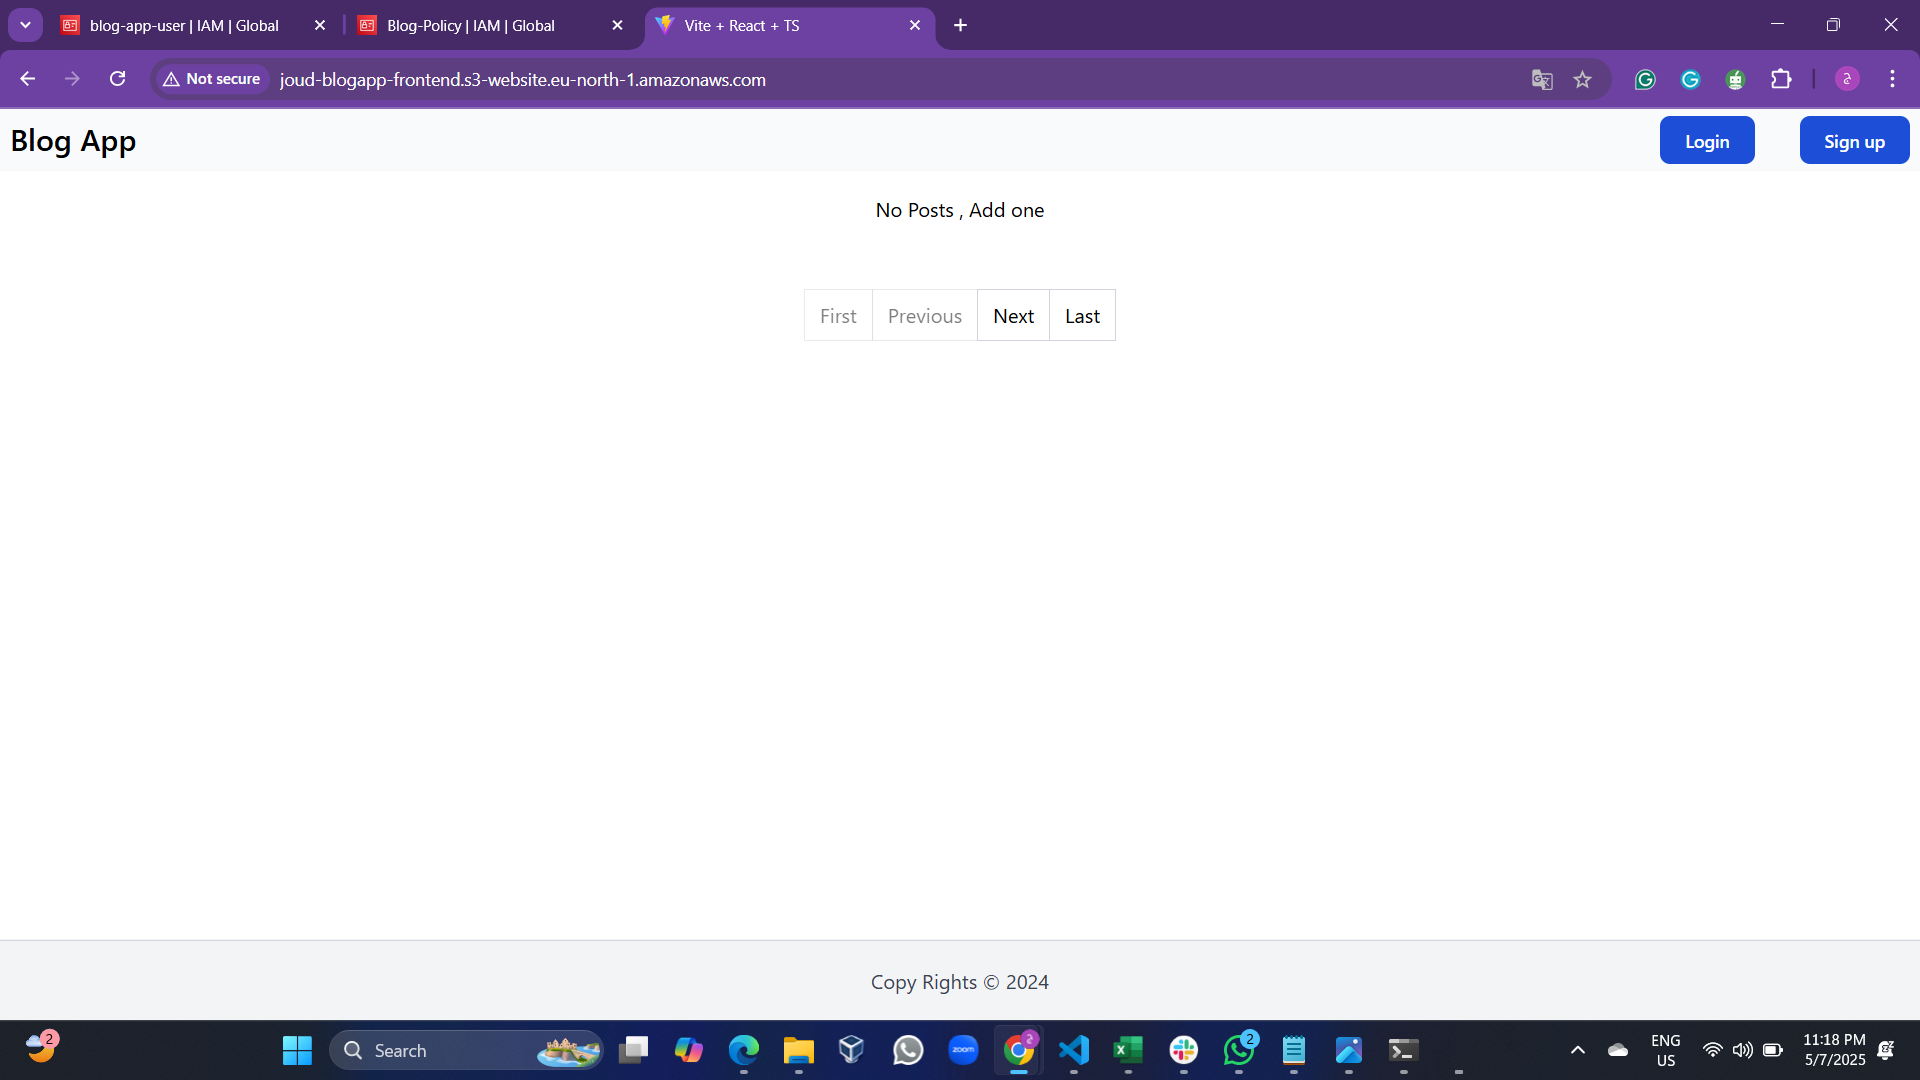 blog-app-user | IAM | Global
Blog-Policy | IAM | Global
Vite + React + TS
Not secure
joud-blogapp-frontend.s3-website.eu-north-1.amazonaws.com
Blog App
Login
Sign up
No Posts , Add one
First
Previous
Next
Last
Copy Rights © 2024
2
Search
zoom
2
ENG
US
11:18 PM
5/7/2025